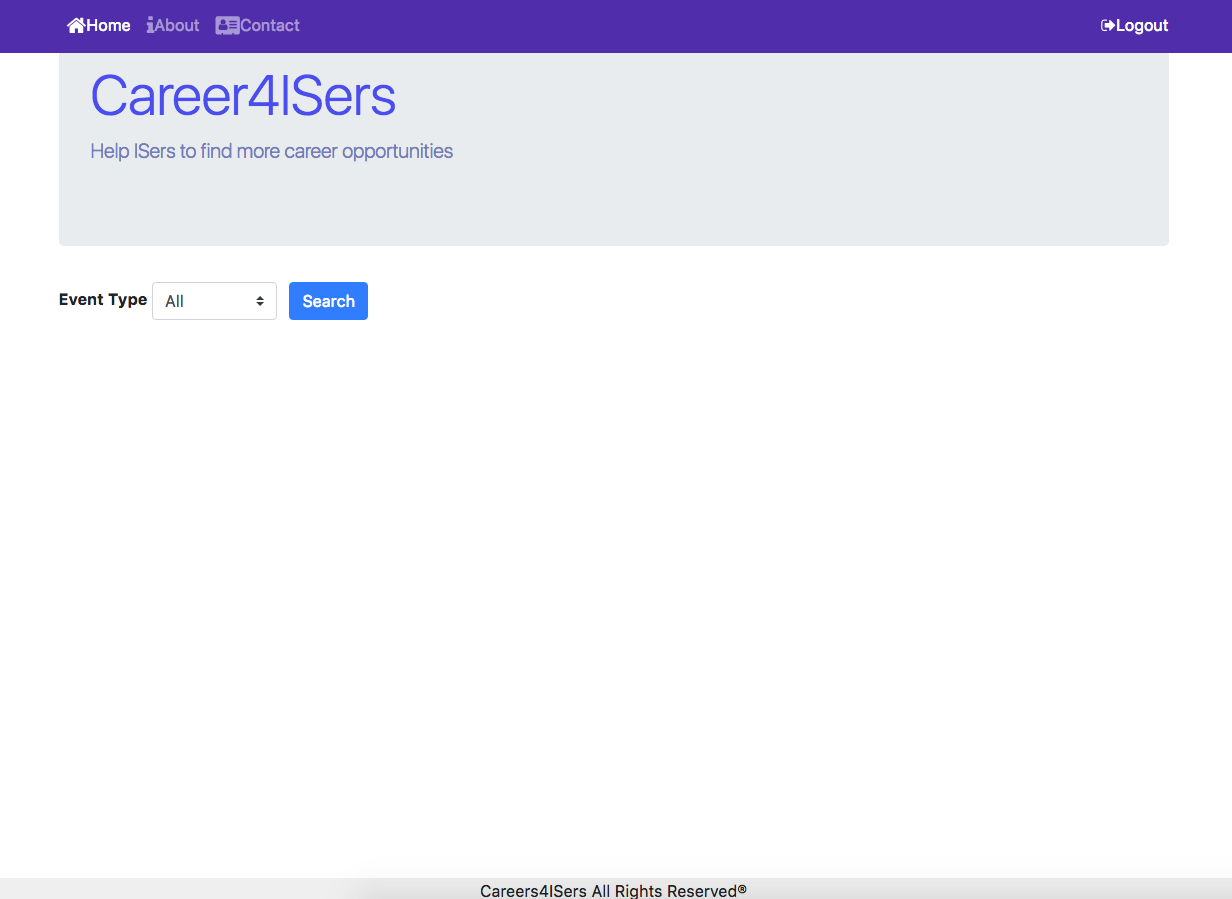 Home About Contact Logout
Career4ISers
Help ISers to find more career opportunities
Event Type All Search
Careers4ISers All Rights Reserved®